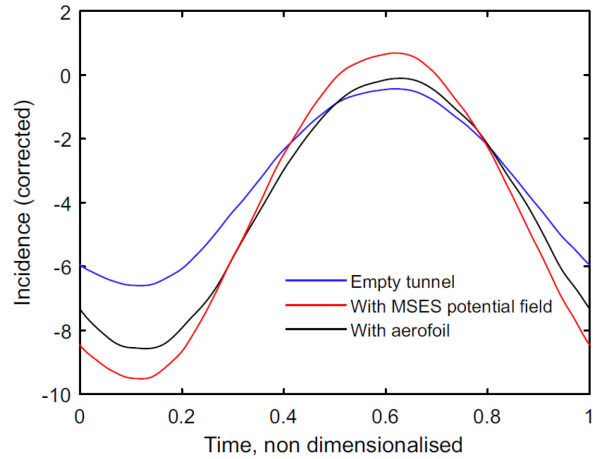 2
0
-2
-4
-6
-8
-10
Incidence (corrected)
Empty tunnel
With MSES potential field
With aerofoil
0 0.2 0.4 0.6 0.8 1
Time, non dimensionalised